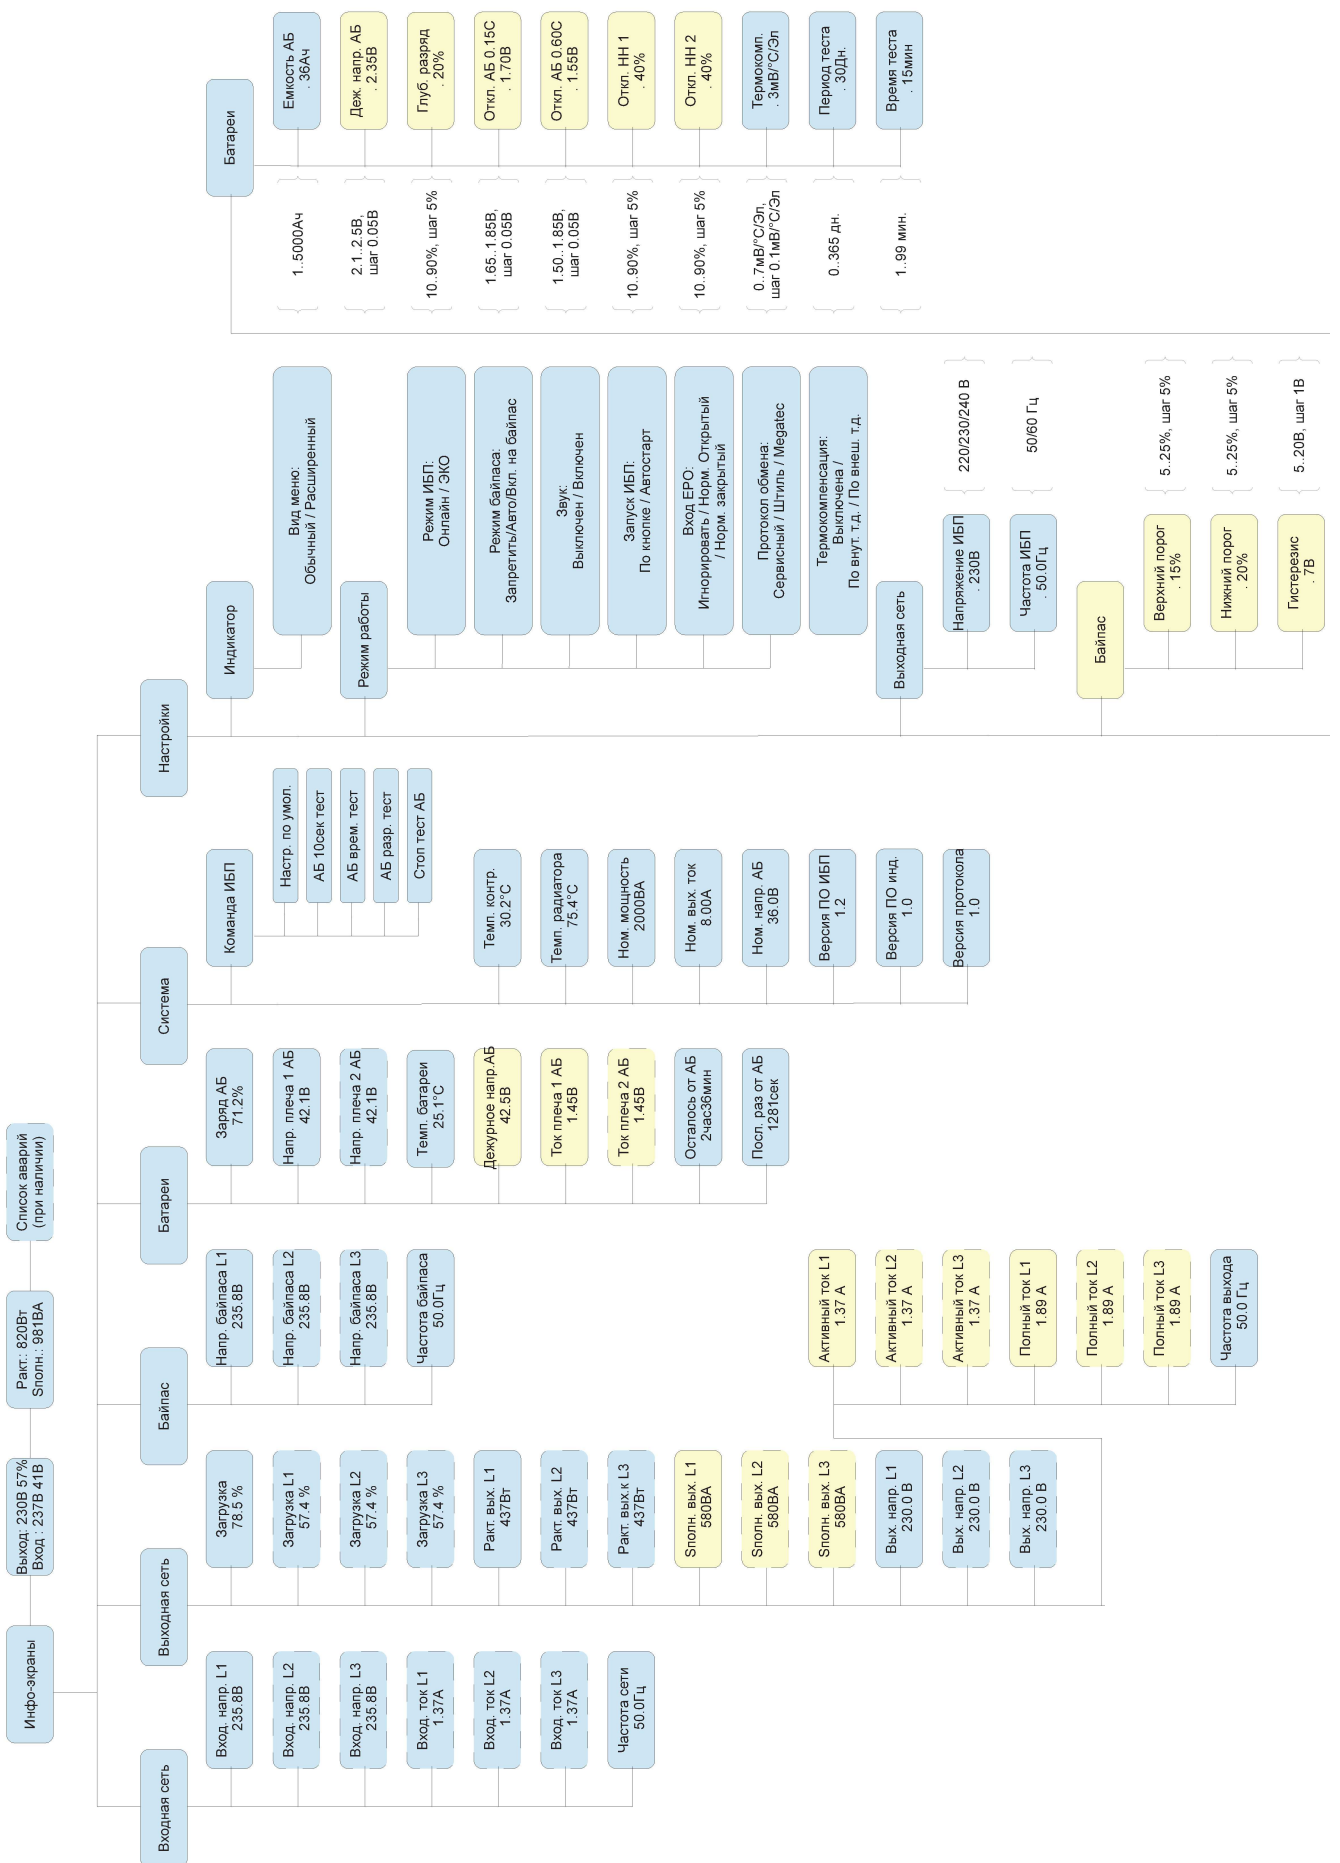 Инфо-экраны
Выход: 230В 57%
Вход : 237В 41В
Pакт.: 820Вт
Sполн.: 981ВА
Список аварий
(при наличии)
Входная сеть
Вход. напр. L1
235.8В
Вход. напр. L2
235.8В
Вход. напр. L3
235.8В
Вход. ток L1
1.37А
Вход. ток L2
1.37А
Вход. ток L3
1.37А
Частота сети
50.0Гц
Выходная сеть
Загрузка
78.5 %
Загрузка L1
57.4 %
Загрузка L2
57.4 %
Загрузка L3
57.4 %
Pакт. вых. L1
437Вт
Pакт. вых. L2
437Вт
Pакт. вых.к L3
437Вт
Sполн. вых. L1
580ВА
Sполн. вых. L2
580ВА
Sполн. вых. L3
580ВА
Вых. напр. L1
230.0 В
Вых. напр. L2
230.0 В
Вых. напр. L3
230.0 В
Активный ток L1
1.37 А
Активный ток L2
1.37 А
Активный ток L3
1.37 А
Полный ток L1
1.89 А
Полный ток L2
1.89 А
Полный ток L3
1.89 А
Частота выхода
50.0 Гц
Байпас
Напр. байпаса L1
235.8В
Напр. байпаса L2
235.8В
Напр. байпаса L3
235.8В
Частота байпаса
50.0Гц
Батареи
Заряд АБ
71.2%
Напр. плеча 1 АБ
42.1В
Напр. плеча 2 АБ
42.1В
Темп. батареи
25.1°С
Дежурное напр.АБ
42.5В
Ток плеча 1 АБ
1.45В
Ток плеча 2 АБ
1.45В
Осталось от АБ
2час36мин
Посл. раз от АБ
1281сек
Система
Команда ИБП
Настр. по умол.
АБ 10сек тест
АБ врем. тест
АБ разр. тест
Стоп тест АБ
Темп. контр.
30.2°С
Темп. радиатора
75.4°С
Ном. мощность
2000ВА
Ном. вых. ток
8.00А
Ном. напр. АБ
36.0В
Версия ПО ИБП
1.2
Версия ПО инд.
1.0
Версия протокола
1.0
Настройки
Индикатор
Вид меню:
Обычный / Расширенный
Режим работы
Режим ИБП:
Онлайн / ЭКО
Режим байпаса:
Запретить/Авто/Вкл. на байпас
Звук:
Выключен / Включен
Запуск ИБП:
По кнопке / Автостарт
Вход EPO:
Игнорировать / Норм. Открытый
/ Норм. закрытый
Протокол обмена:
Сервисный / Штиль / Megatec
Термокомпенсация:
Выключена /
По внут. т.д. / По внеш. т.д.
Выходная сеть
Напряжение ИБП
. 230В
220/230/240 В
Частота ИБП
. 50.0Гц
50/60 Гц
Байпас
Верхний порог
. 15%
5..25%, шаг 5%
Нижний порог
. 20%
5..25%, шаг 5%
Гистерезис
. 7В
5..20В, шаг 1В
Батареи
1..5000Ач
Емкость АБ
. 36Ач
2.1..2.5В,
шаг 0.05В
Деж. напр. АБ
. 2.35В
10..90%, шаг 5%
Глуб. разряд
. 20%
1.65..1.85В,
шаг 0.05В
Откл. АБ 0.15С
. 1.70В
1.50..1.85В,
шаг 0.05В
Откл. АБ 0.60С
. 1.55В
10..90%, шаг 5%
Откл. НН 1
. 40%
10..90%, шаг 5%
Откл. НН 2
. 40%
0..7мВ/°С/Эл,
шаг 0.1мВ/°С/Эл
Термокомп.
. 3мВ/°С/Эл
0..365 дн.
Период теста
. 30Дн.
1..99 мин.
Время теста
. 15мин